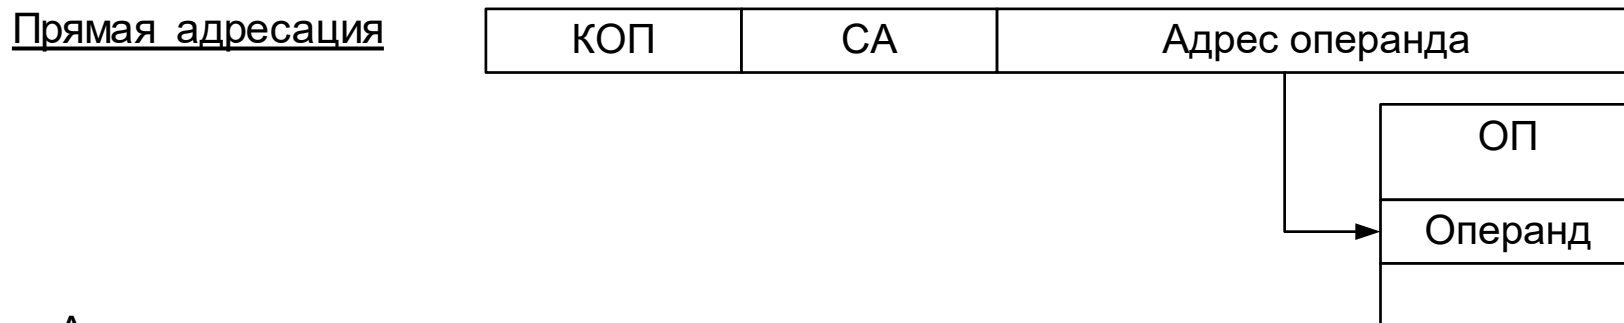 Прямая адресация
КОП СА Адрес операнда
ОП
Операнд